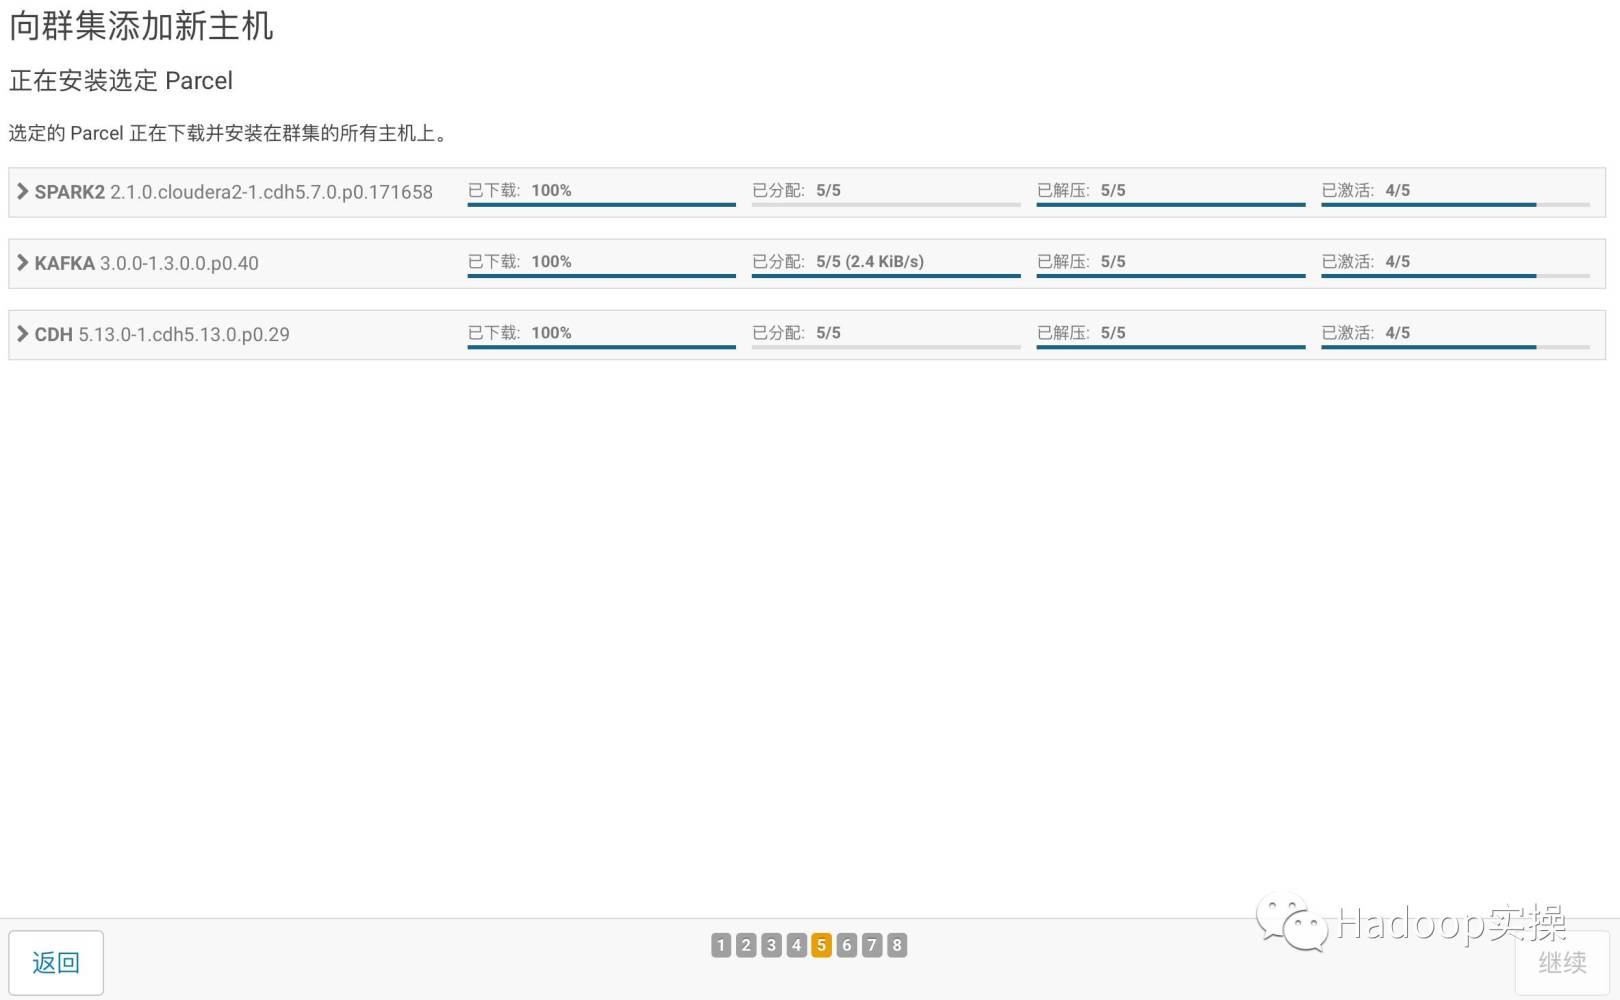 向群集添加新主机
正在安装选定 Parcel
选定的 Parcel 正在下载并安装在群集的所有主机上。
SPARK2 2.1.0.cloudera2-1.cdh5.7.0.p0.171658 已下载: 100% 已分配: 5/5 已解压: 5/5 已激活: 4/5
KAFKA 3.0.0-1.3.0.0.p0.40 已下载: 100% 已分配: 5/5 (2.4 KiB/s) 已解压: 5/5 已激活: 4/5
CDH 5.13.0-1.cdh5.13.0.p0.29 已下载: 100% 已分配: 5/5 已解压: 5/5 已激活: 4/5
Hadoop实操
返回 1 2 3 4 5 6 7 8 继续